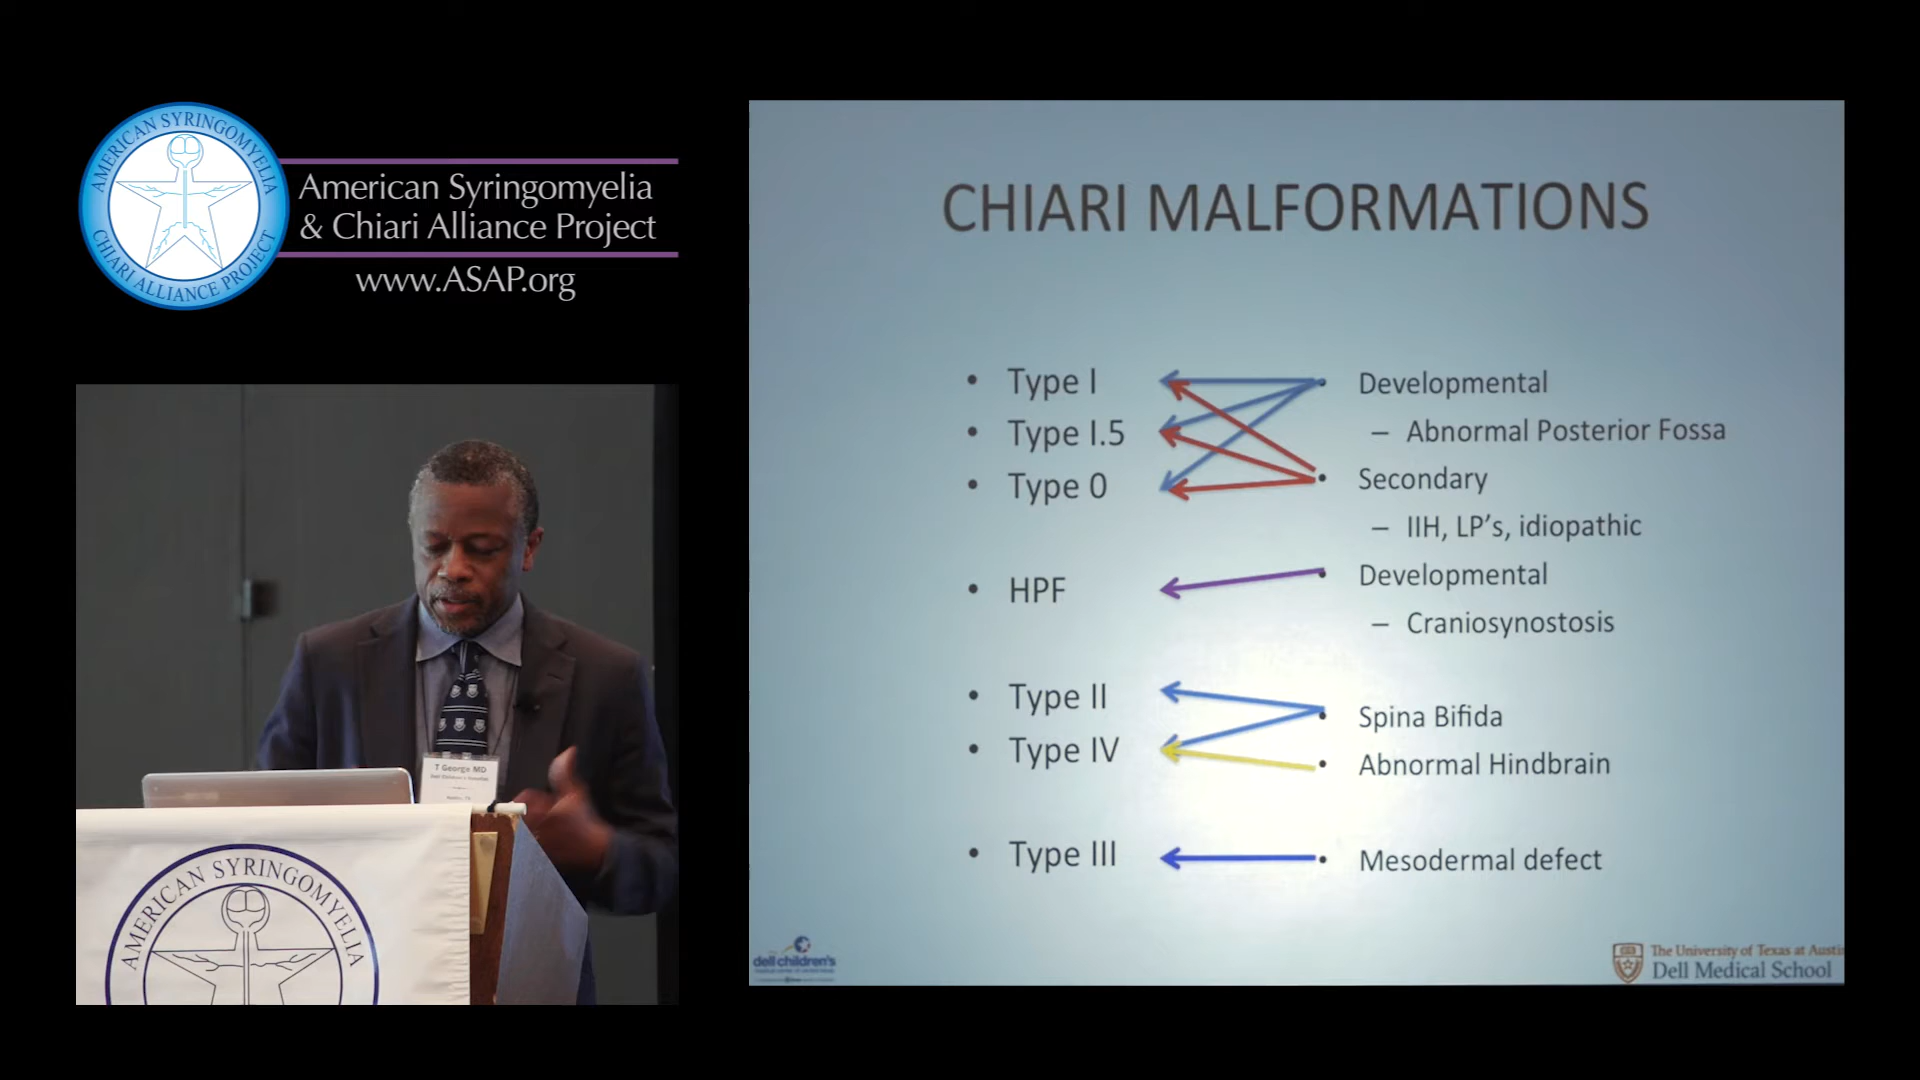 AMERICAN SYRINGOMYELIA
CHIARI ALLIANCE PROJECT
American Syringomyelia
& Chiari Alliance Project
www.ASAP.org
CHIARI MALFORMATIONS
• Type I
• Type I.5
• Type 0
• HPF
• Type II
• Type IV
• Type III
• Developmental
– Abnormal Posterior Fossa
• Secondary
– IIH, LP's, idiopathic
• Developmental
– Craniosynostosis
• Spina Bifida
• Abnormal Hindbrain
• Mesodermal defect
dell children's
The University of Texas at Austin
Dell Medical School
T George MD
AMERICAN SYRINGOMYELIA